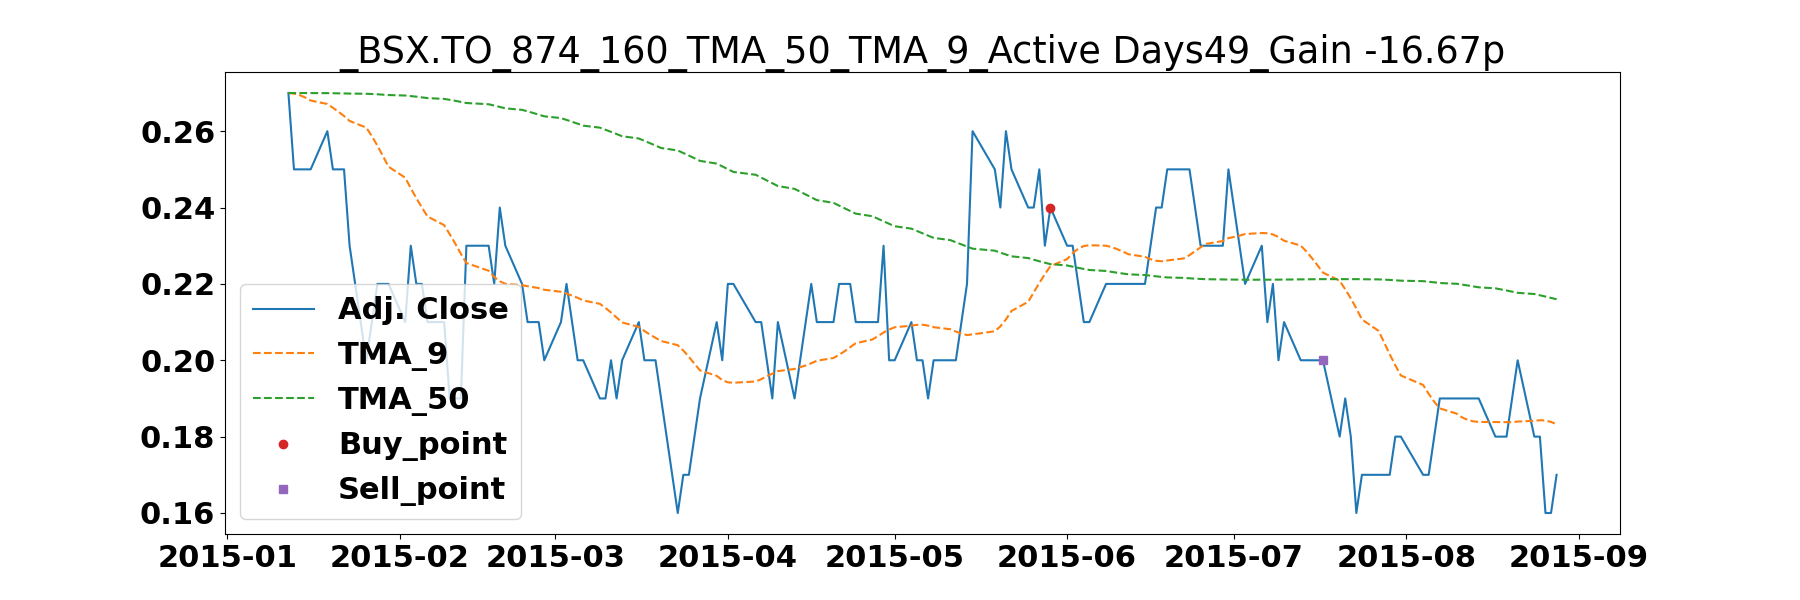 _BSX.TO_874_160_TMA_50_TMA_9_Active Days49_Gain -16.67p
0.26
0.24
0.22
0.20
0.18
0.16
Adj. Close
TMA_9
TMA_50
Buy_point
Sell_point
2015-01 2015-02 2015-03 2015-04 2015-05 2015-06 2015-07 2015-08 2015-09